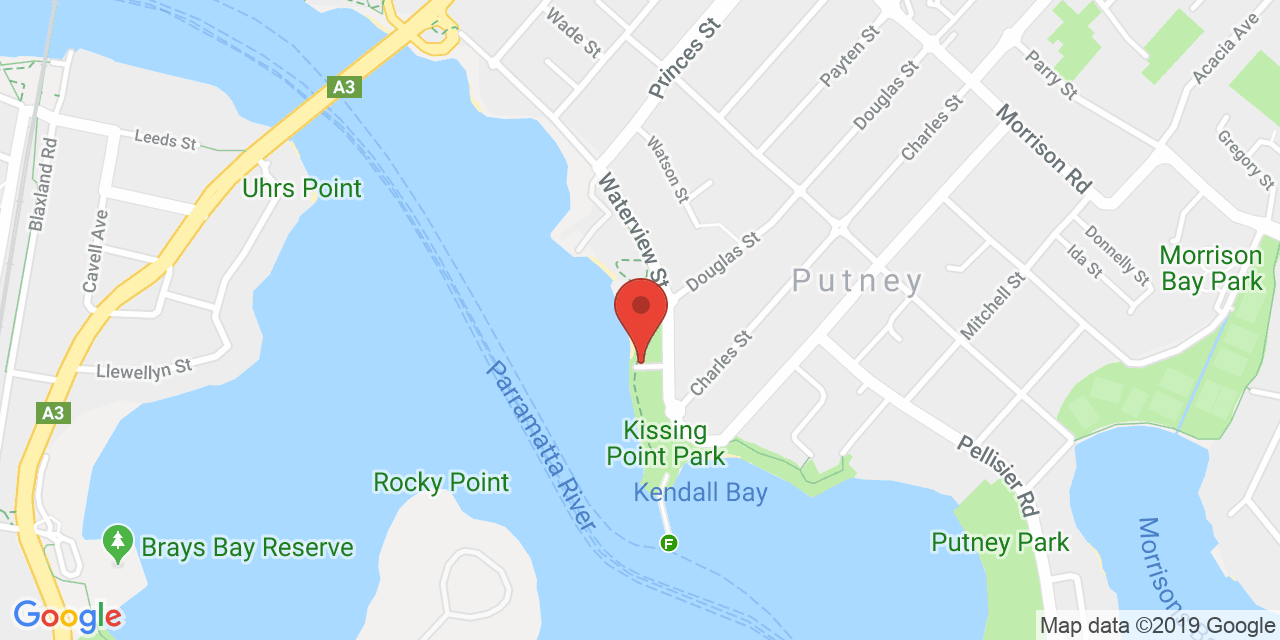 Wade St
Princes St
Payten St
Douglas St
Charles St
Parry St
Acacia Ave
A3
Leeds St
Blaxland Rd
Watson St
Morrison Rd
Gregory St
Uhrs Point
Waterview St
Cavell Ave
Douglas St
Putney
Donnelly St
Ida St
Morrison
Bay Park
Mitchell St
Llewellyn St
Charles St
A3
Parramatta River
Kissing
Point Park
Pellisier Rd
Rocky Point
Kendall Bay
Brays Bay Reserve
F
Putney Park
Morrison
Google
Map data ©2019 Google